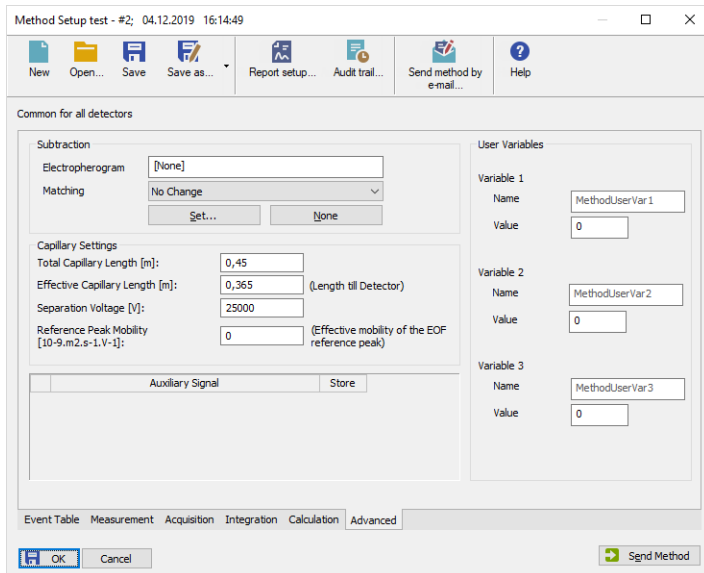 Method Setup test - #2;  04.12.2019  16:14:49
New Open... Save Save as... Report setup... Audit trail... Send method by e-mail... Help
Common for all detectors
Subtraction
Electropherogram [None]
Matching No Change
Set... None
Capillary Settings
Total Capillary Length [m]: 0,45
Effective Capillary Length [m]: 0,365 (Length till Detector)
Separation Voltage [V]: 25000
Reference Peak Mobility
[10-9.m2.s-1.V-1]: 0 (Effective mobility of the EOF
reference peak)
Auxiliary Signal Store
User Variables
Variable 1
Name MethodUserVar1
Value 0
Variable 2
Name MethodUserVar2
Value 0
Variable 3
Name MethodUserVar3
Value 0
Event Table Measurement Acquisition Integration Calculation Advanced
OK Cancel Send Method